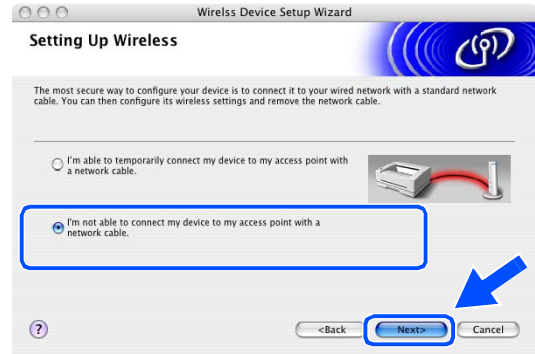 Wirelss Device Setup Wizard
Setting Up Wireless
The most secure way to configure your device is to connect it to your wired network with a standard network
cable. You can then configure its wireless settings and remove the network cable.
I'm able to temporarily connect my device to my access point with
a network cable.
I'm not able to connect my device to my access point with a
network cable.
?
<Back Next> Cancel